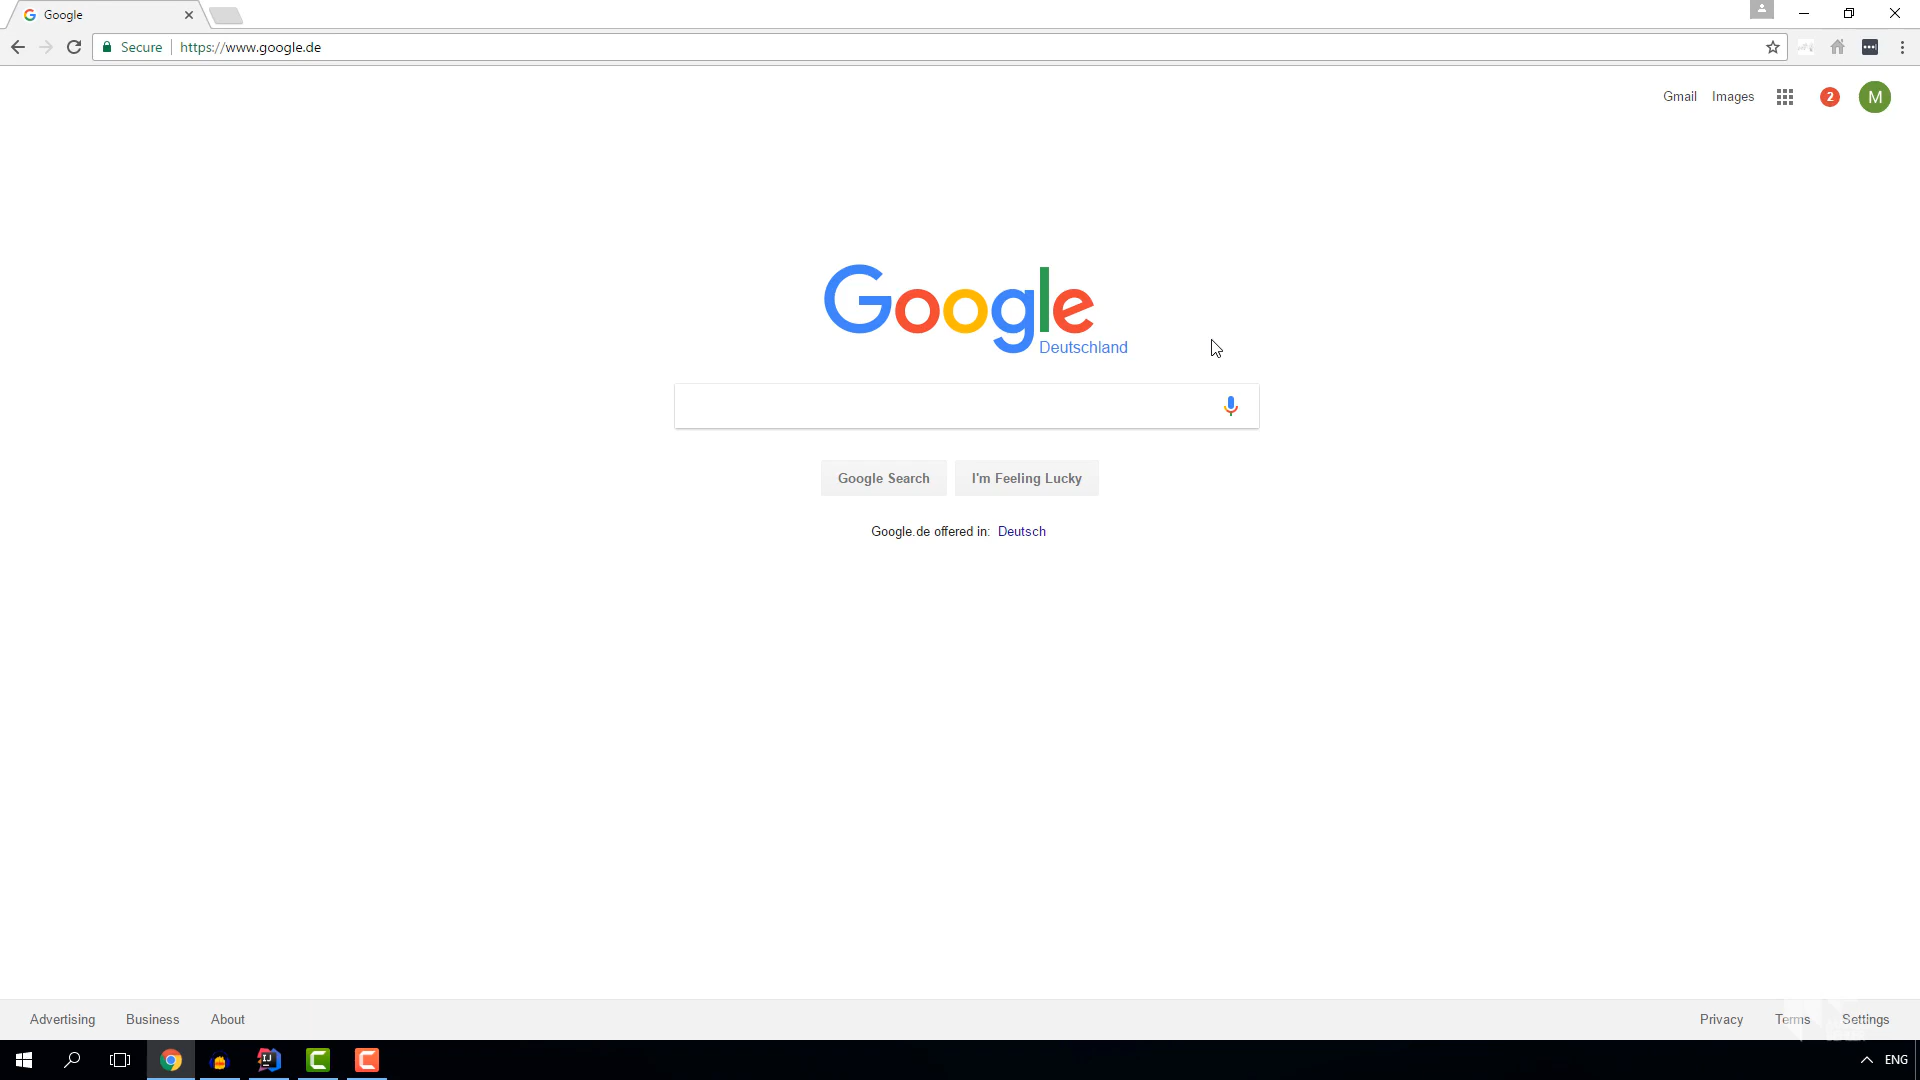 Google
Secure https://www.google.de
Gmail Images 2 M
Google
Deutschland
Google Search I'm Feeling Lucky
Google.de offered in: Deutsch
Advertising Business About Privacy Terms Settings
IJ C C ENG